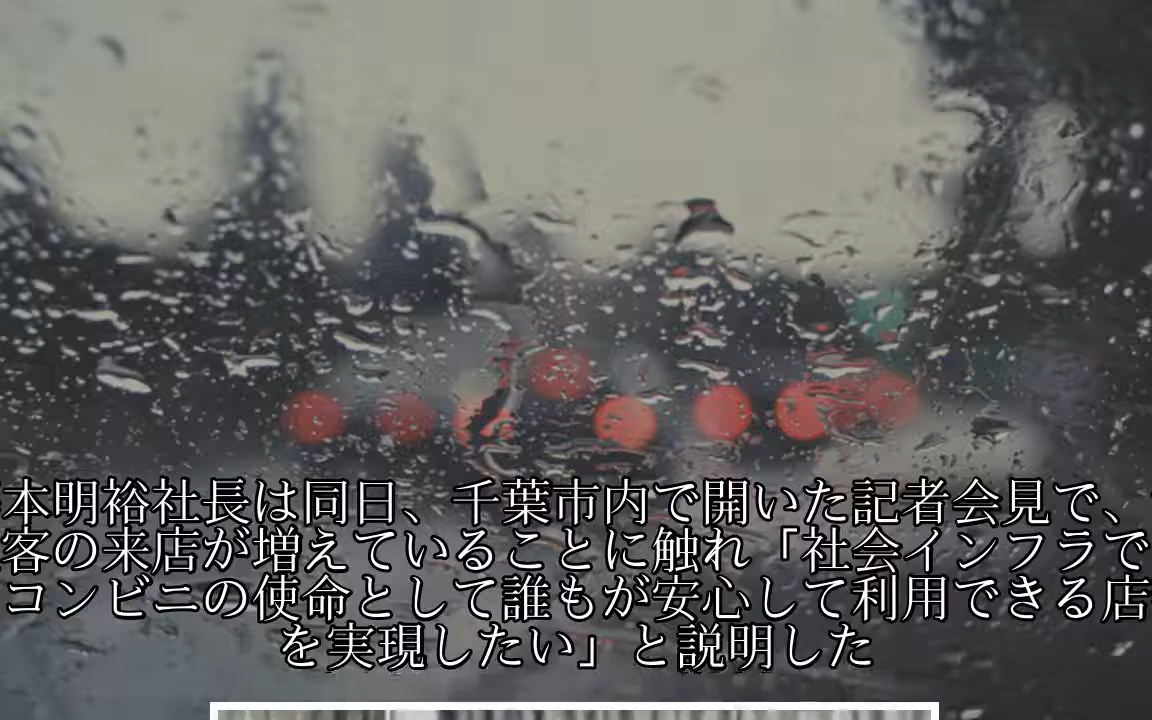 本明裕社長は同日、千葉市内で開いた記者会見で、
客の来店が増えていることに触れ「社会インフラで
コンビニの使命として誰もが安心して利用できる店
を実現したい」と説明した